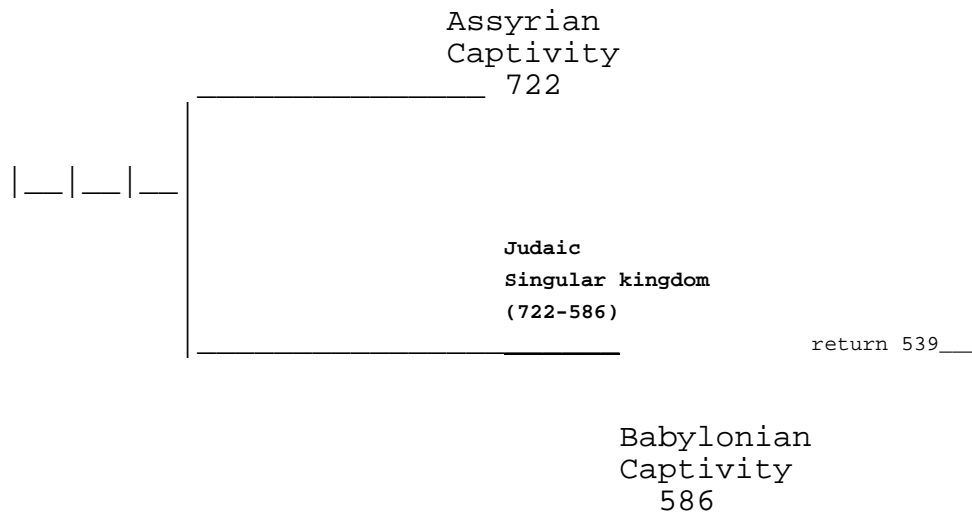 Assyrian
Captivity
722
Judaic
Singular kingdom
(722-586)
return 539
Babylonian
Captivity
586